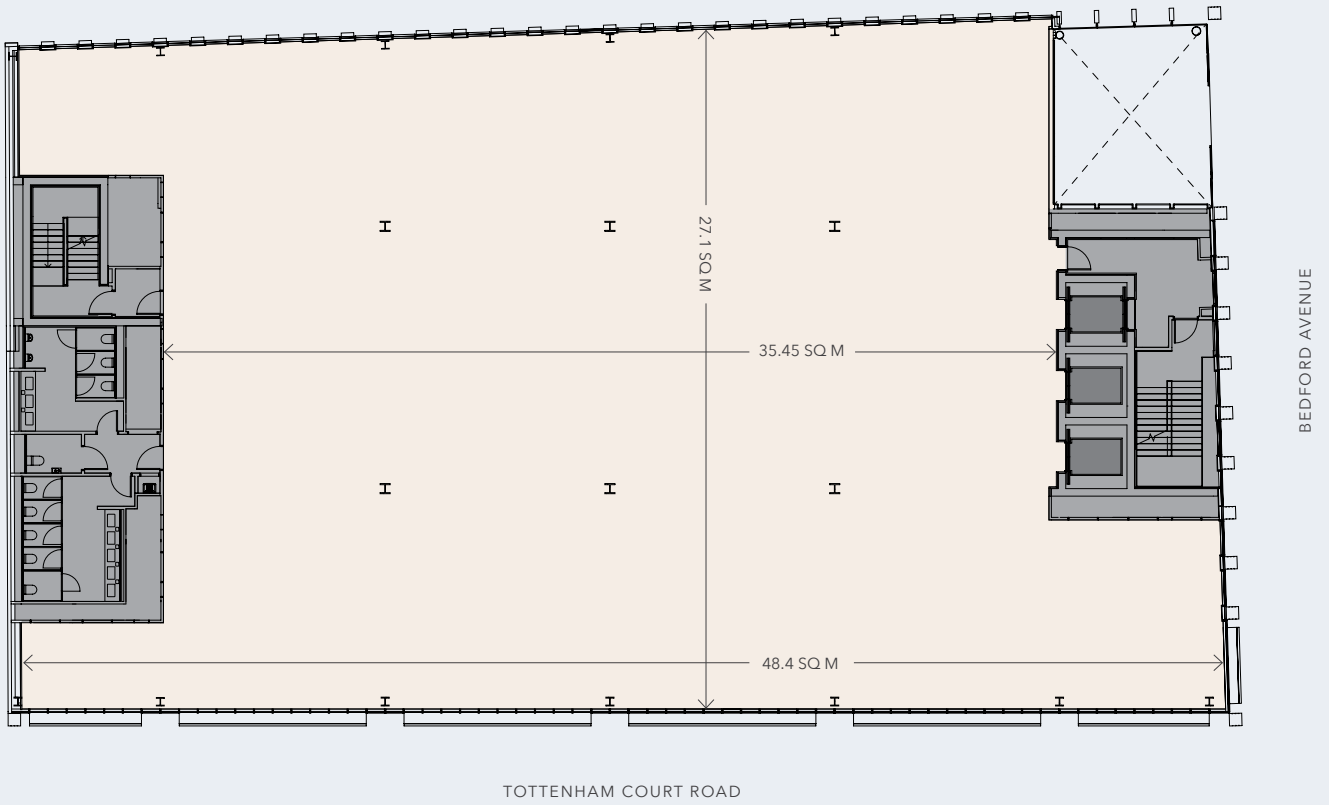 27.1 SQ M
35.45 SQ M
48.4 SQ M
BEDFORD AVENUE
TOTTENHAM COURT ROAD